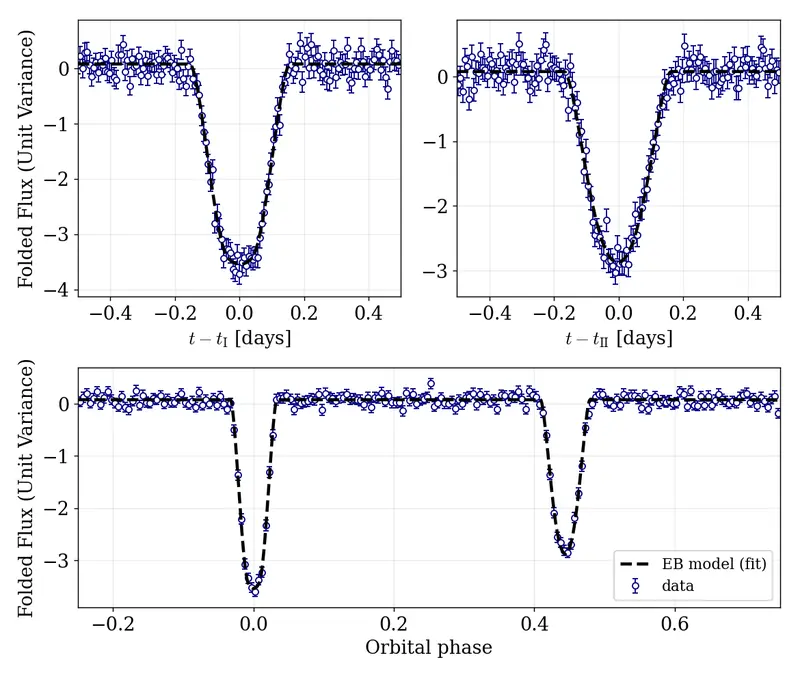 Folded Flux (Unit Variance)
0
−1
−2
−3
−4
−0.4 −0.2 0.0 0.2 0.4
t − tI [days]
0
−1
−2
−3
−0.4 −0.2 0.0 0.2 0.4
t − tII [days]
Folded Flux (Unit Variance)
0
−1
−2
−3
EB model (fit)
data
−0.2 0.0 0.2 0.4 0.6
Orbital phase